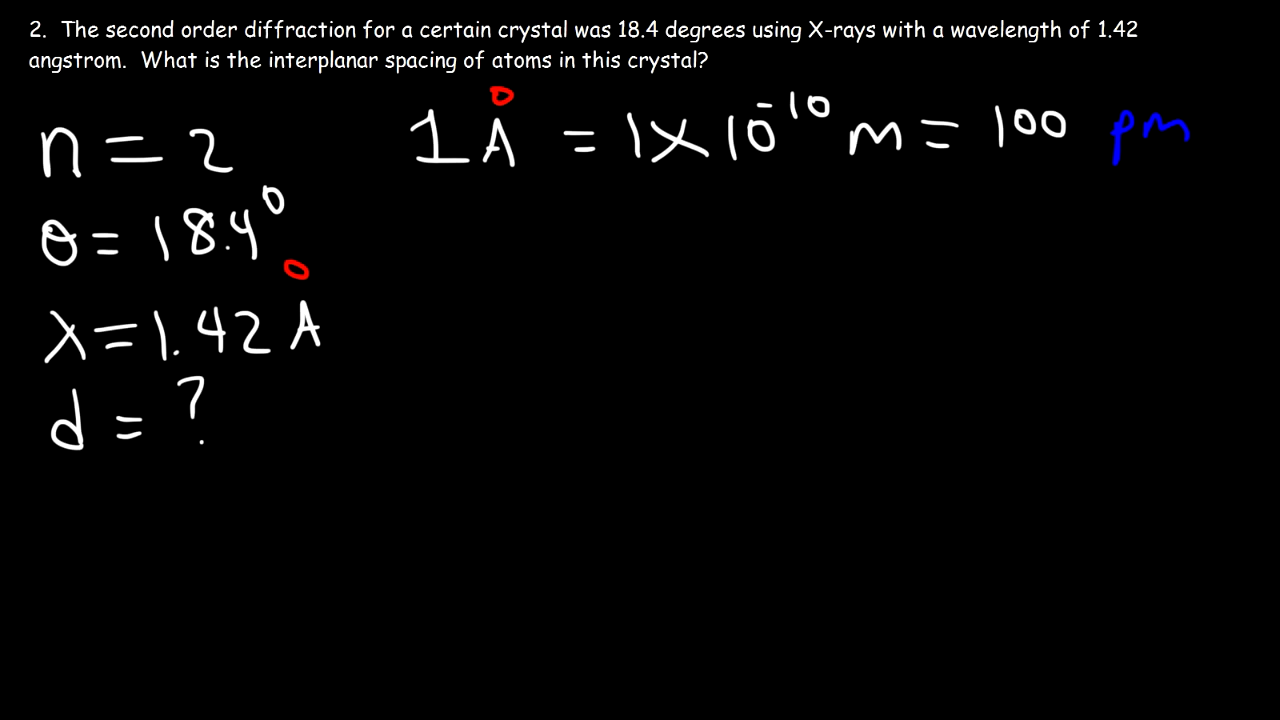 2. The second order diffraction for a certain crystal was 18.4 degrees using X-rays with a wavelength of 1.42
angstrom. What is the interplanar spacing of atoms in this crystal?
n = 2
1 Å = 1 × 10⁻¹⁰ m = 100 pm
θ = 18.4°
λ = 1.42 Å
d = ?